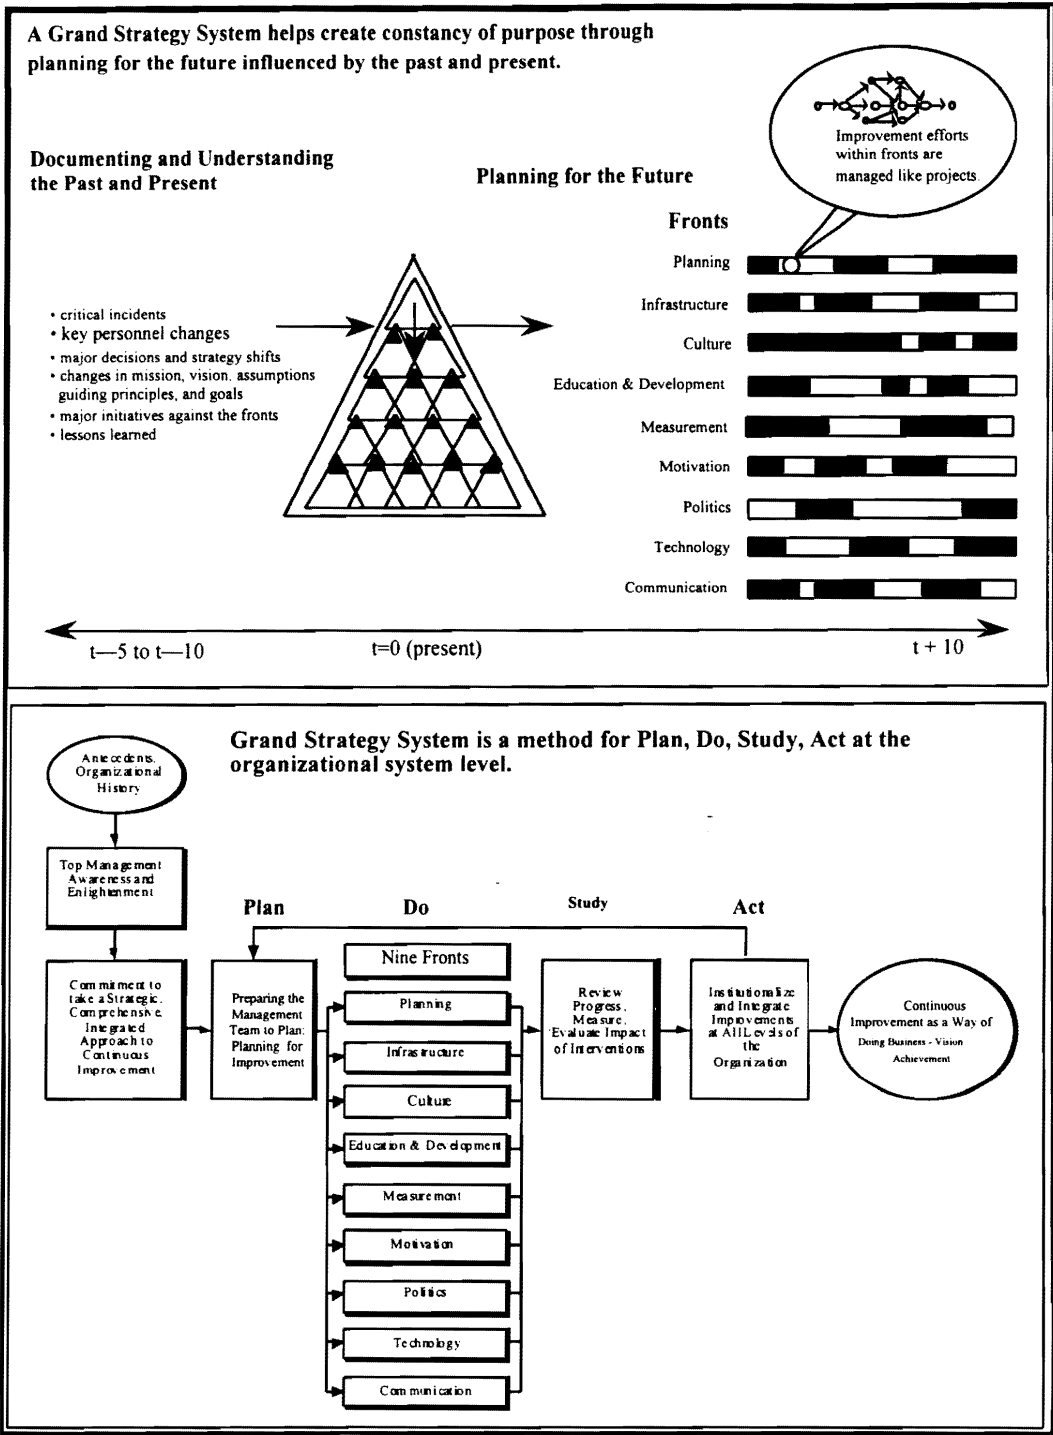 A Grand Strategy System helps create constancy of purpose through
planning for the future influenced by the past and present.
Improvement efforts
within fronts are
managed like projects.
Documenting and Understanding
the Past and Present
Planning for the Future
Fronts
Planning
Infrastructure
Culture
Education & Development
Measurement
Motivation
Politics
Technology
Communication
• critical incidents
• key personnel changes
• major decisions and strategy shifts
• changes in mission, vision, assumptions
guiding principles, and goals
• major initiatives against the fronts
• lessons learned
t—5 to t—10
t=0 (present)
t + 10
Grand Strategy System is a method for Plan, Do, Study, Act at the
organizational system level.
Antecedents,
Organizational
History
Top Management
Awareness and
Enlightenment
Commitment to
take a Strategic,
Comprehensive,
Integrated
Approach to
Continuous
Improvement
Plan
Do
Study
Act
Preparing the
Management
Team to Plan:
Planning for
Improvement
Nine Fronts
Planning
Infrastructure
Culture
Education & Development
Measurement
Motivation
Politics
Technology
Communication
Review
Progress,
Measure,
Evaluate Impact
of Interventions
Institutionalize
and Integrate
Improvements
at All Levels of
the
Organization
Continuous
Improvement as a Way of
Doing Business - Vision
Achievement